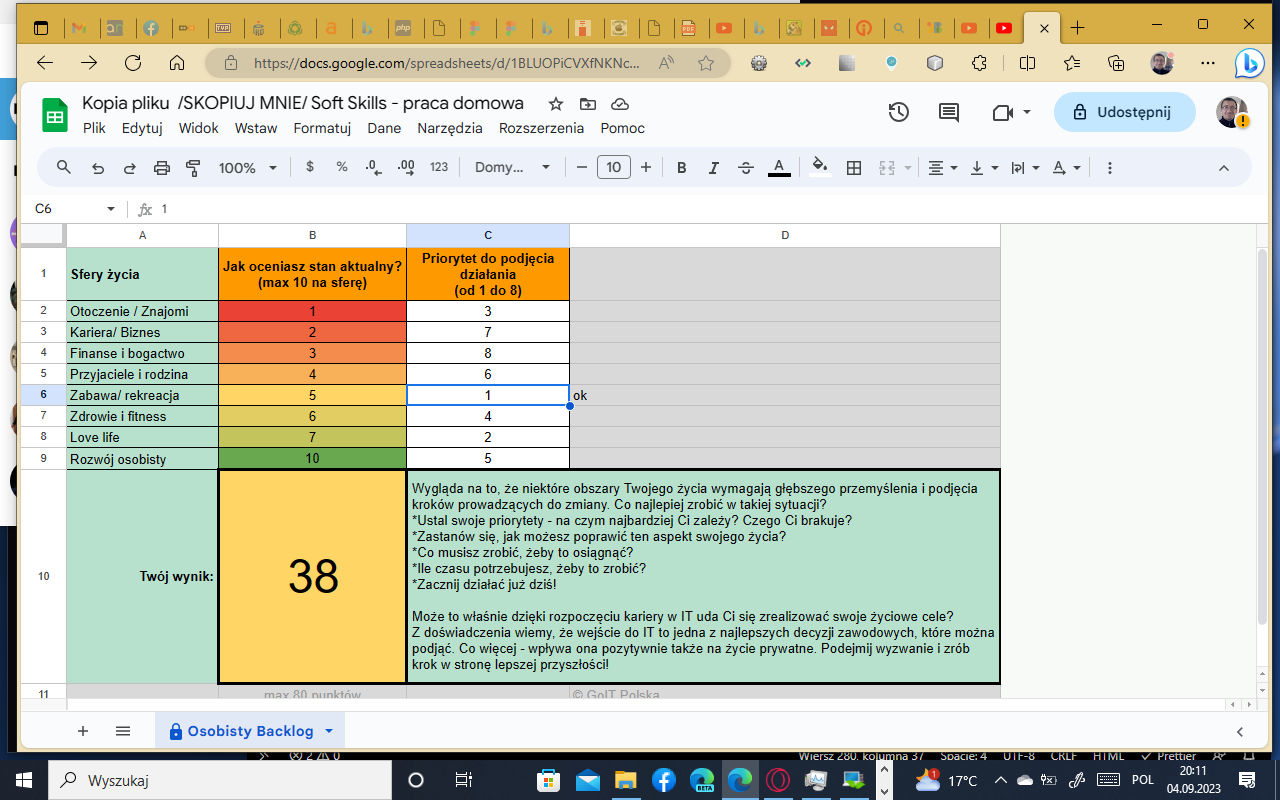 https://docs.google.com/spreadsheets/d/1BLUOPiCVXfNKNc...
Kopia pliku /SKOPIUJ MNIE/ Soft Skills - praca domowa
Plik Edytuj Widok Wstaw Formatuj Dane Narzędzia Rozszerzenia Pomoc
Udostępnij
100% $ % .0 .00 123 Domy... 10 B I A
C6 fx 1
A B C D
1 Sfery życia Jak oceniasz stan aktualny? (max 10 na sferę) Priorytet do podjęcia działania (od 1 do 8)
2 Otoczenie / Znajomi 1 3
3 Kariera/ Biznes 2 7
4 Finanse i bogactwo 3 8
5 Przyjaciele i rodzina 4 6
6 Zabawa/ rekreacja 5 1 ok
7 Zdrowie i fitness 6 4
8 Love life 7 2
9 Rozwój osobisty 10 5
10 Twój wynik: 38
Wygląda na to, że niektóre obszary Twojego życia wymagają głębszego przemyślenia i podjęcia
kroków prowadzących do zmiany. Co najlepiej zrobić w takiej sytuacji?
*Ustal swoje priorytety - na czym najbardziej Ci zależy? Czego Ci brakuje?
*Zastanów się, jak możesz poprawić ten aspekt swojego życia?
*Co musisz zrobić, żeby to osiągnąć?
*Ile czasu potrzebujesz, żeby to zrobić?
*Zacznij działać już dziś!
Może to właśnie dzięki rozpoczęciu kariery w IT uda Ci się zrealizować swoje życiowe cele?
Z doświadczenia wiemy, że wejście do IT to jedna z najlepszych decyzji zawodowych, które można
podjąć. Co więcej - wpływa ona pozytywnie także na życie prywatne. Podejmij wyzwanie i zrób
krok w stronę lepszej przyszłości!
11 max 80 punktów © GoIT Polska
Osobisty Backlog
2 0 Wiersz 280, kolumna 37 Spacje: 4 UTF-8 CRLF HTML Prettier
Wyszukaj
BETA
1 17°C POL 20:11
04.09.2023